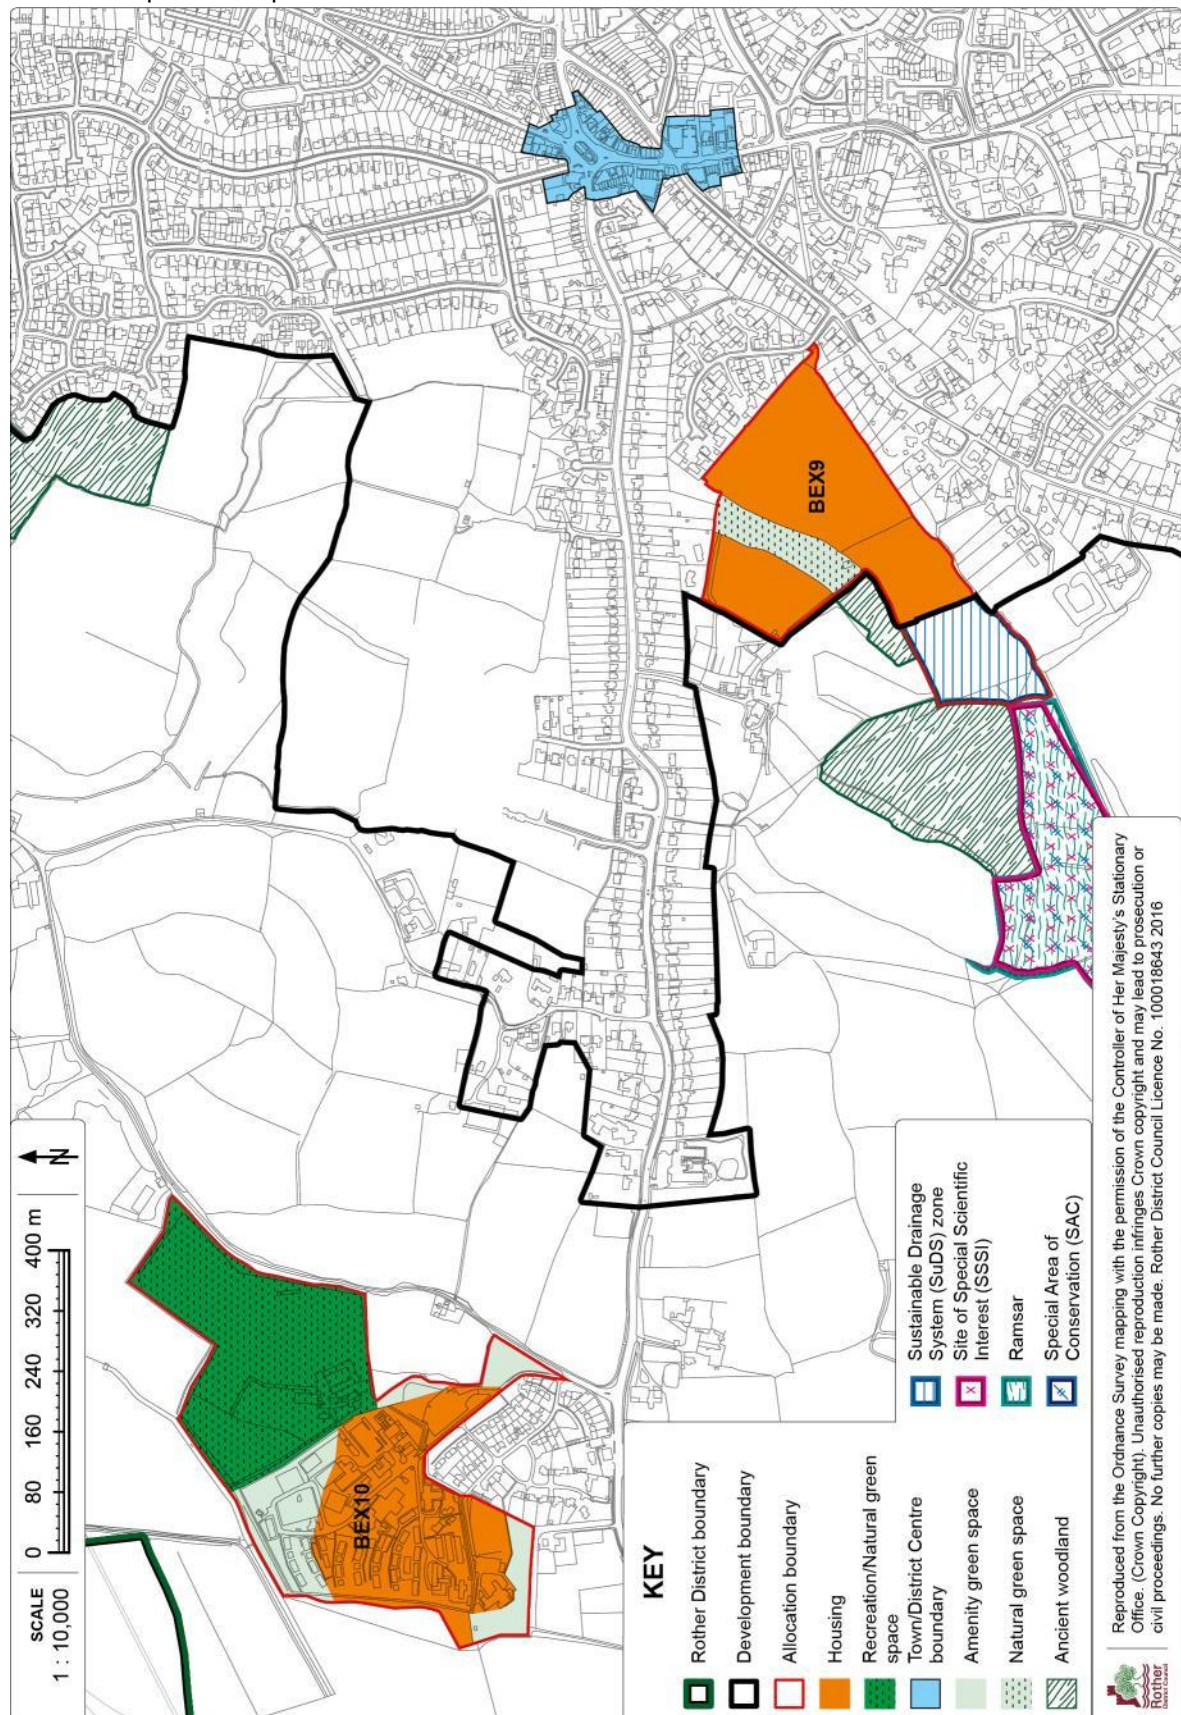 SCALE
1 : 10,000
0 80 160 240 320 400 m
N
BEX10
BEX9
KEY
Rother District boundary
Development boundary
Allocation boundary
Housing
Recreation/Natural green
space
Town/District Centre
boundary
Amenity green space
Natural green space
Ancient woodland
Sustainable Drainage
System (SuDS) zone
Site of Special Scientific
Interest (SSSI)
Ramsar
Special Area of
Conservation (SAC)
Rother
District Council
Reproduced from the Ordnance Survey mapping with the permission of the Controller of Her Majesty's Stationary
Office. (Crown Copyright). Unauthorised reproduction infringes Crown copyright and may lead to prosecution or
civil proceedings. No further copies may be made. Rother District Council Licence No. 100018643 2016